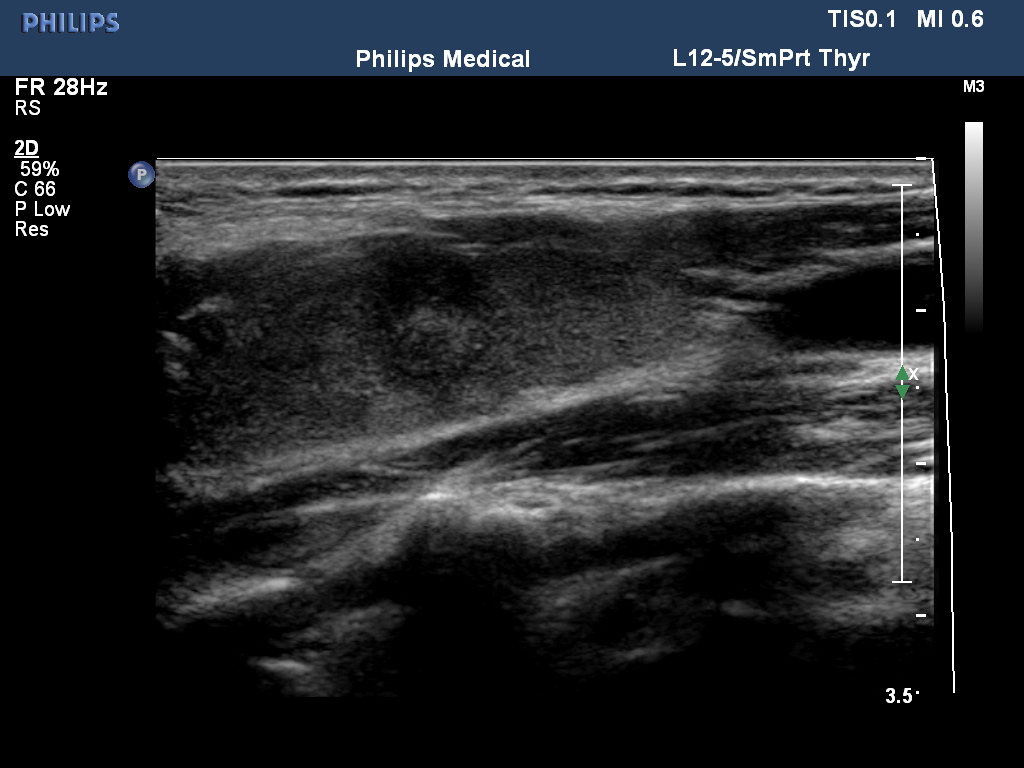 PHILIPS
TIS0.1 MI 0.6
Philips Medical
L12-5/SmPrt Thyr
FR 28Hz
RS
M3
2D
59%
C 66
P Low
Res
P
X
3.5